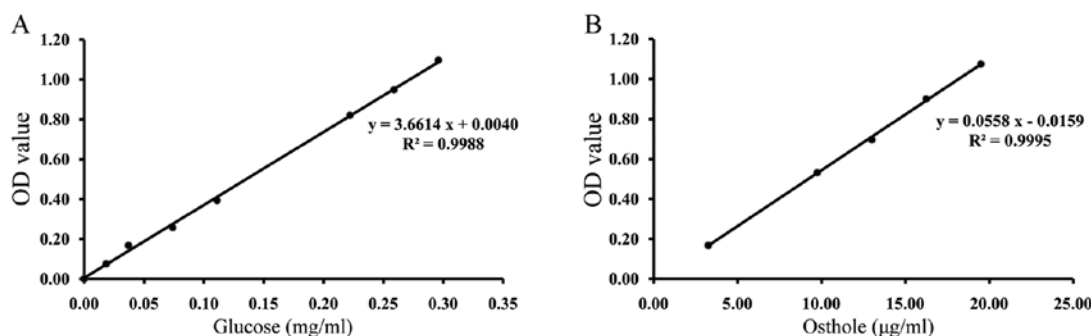 A
1.20
1.00
0.80
0.60
0.40
0.20
0.00
OD value
y = 3.6614 x + 0.0040
R² = 0.9988
0.00 0.05 0.10 0.15 0.20 0.25 0.30 0.35
Glucose (mg/ml)
B
1.20
1.00
0.80
0.60
0.40
0.20
0.00
OD value
y = 0.0558 x - 0.0159
R² = 0.9995
0.00 5.00 10.00 15.00 20.00 25.00
Osthole (μg/ml)